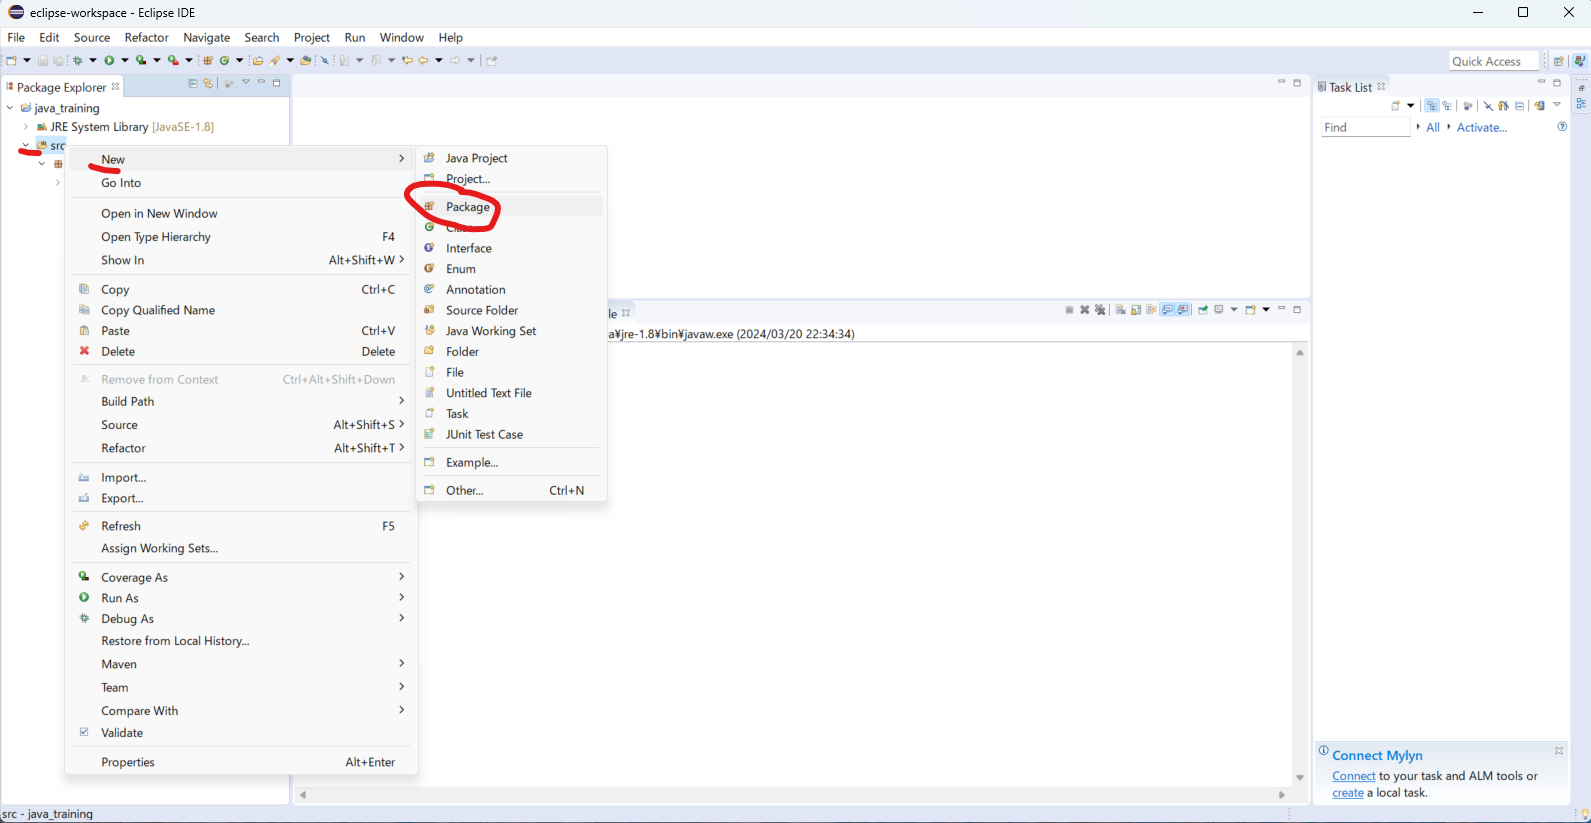 eclipse-workspace - Eclipse IDE
File Edit Source Refactor Navigate Search Project Run Window Help
Quick Access
Package Explorer
java_training
JRE System Library [JavaSE-1.8]
src
New
Go Into
Open in New Window
Open Type Hierarchy F4
Show In Alt+Shift+W
Copy Ctrl+C
Copy Qualified Name
Paste Ctrl+V
Delete Delete
Remove from Context Ctrl+Alt+Shift+Down
Build Path
Source Alt+Shift+S
Refactor Alt+Shift+T
Import...
Export...
Refresh F5
Assign Working Sets...
Coverage As
Run As
Debug As
Restore from Local History...
Maven
Team
Compare With
Validate
Properties Alt+Enter
Java Project
Project...
Package
Class
Interface
Enum
Annotation
Source Folder
Java Working Set
Folder
File
Untitled Text File
Task
JUnit Test Case
Example...
Other... Ctrl+N
le
a¥jre-1.8¥bin¥javaw.exe (2024/03/20 22:34:34)
Task List
Find All Activate...
Connect Mylyn
Connect to your task and ALM tools or
create a local task.
src - java_training